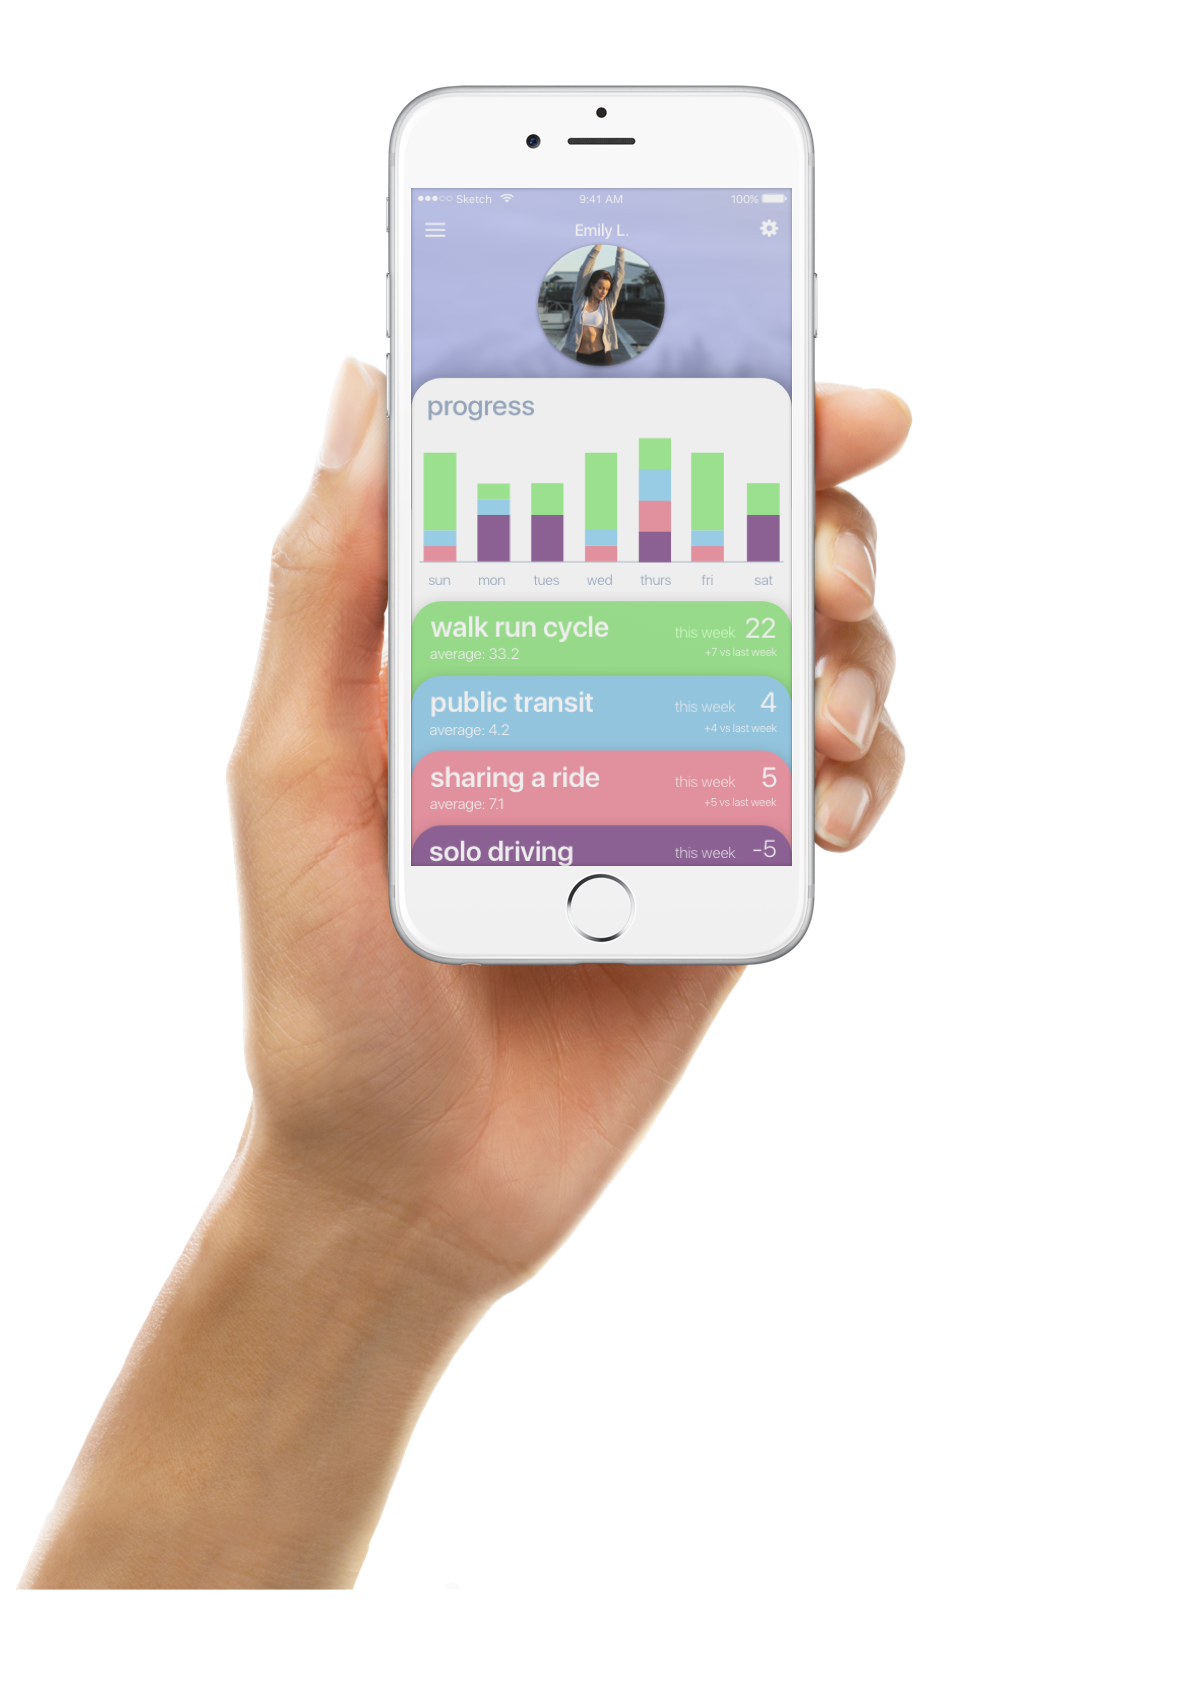 Sketch 9:41 AM 100%
Emily L.
progress
sun mon tues wed thurs fri sat
walk run cycle this week 22
average: 33.2 +7 vs last week
public transit this week 4
average: 4.2 +4 vs last week
sharing a ride this week 5
average: 7.1 +5 vs last week
solo driving this week -5